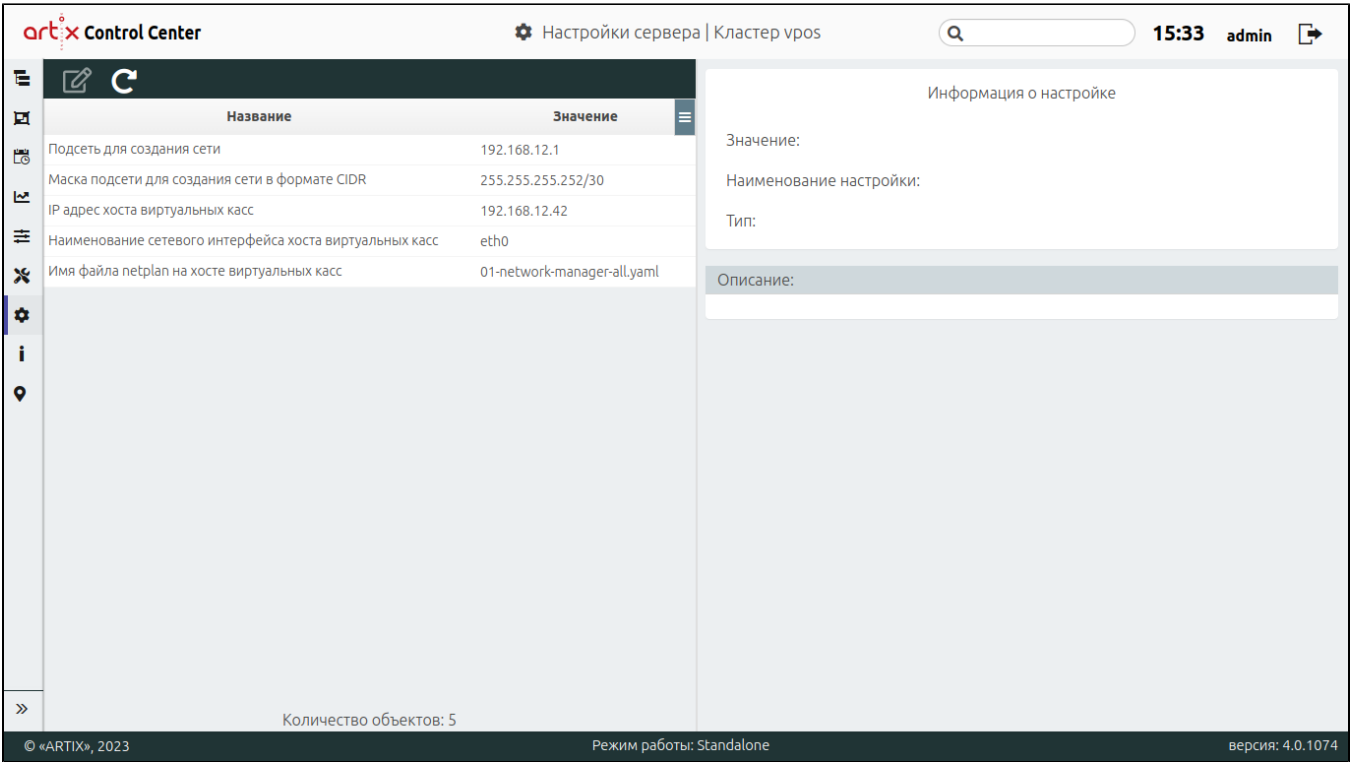 artix Control Center
Настройки сервера | Кластер vpos
15:33
admin
Название
Значение
Подсеть для создания сети
192.168.12.1
Маска подсети для создания сети в формате CIDR
255.255.255.252/30
IP адрес хоста виртуальных касс
192.168.12.42
Наименование сетевого интерфейса хоста виртуальных касс
eth0
Имя файла netplan на хосте виртуальных касс
01-network-manager-all.yaml
Количество объектов: 5
Информация о настройке
Значение:
Наименование настройки:
Тип:
Описание:
© «ARTIX», 2023
Режим работы: Standalone
версия: 4.0.1074